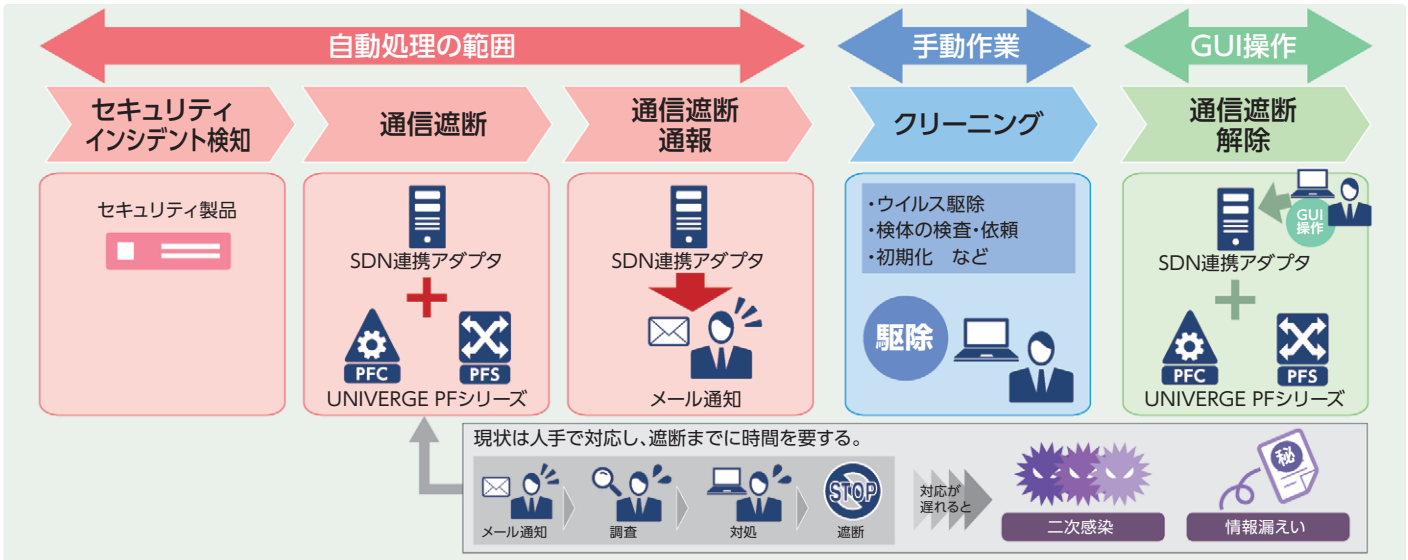 自動処理の範囲
手動作業
GUI操作
セキュリティ
インシデント検知
通信遮断
通信遮断
通報
クリーニング
通信遮断
解除
セキュリティ製品
SDN連携アダプタ
PFC
PFS
UNIVERGE PFシリーズ
SDN連携アダプタ
メール通知
・ウイルス駆除
・検体の検査・依頼
・初期化 など
駆除
GUI
操作
SDN連携アダプタ
PFC
PFS
UNIVERGE PFシリーズ
現状は人手で対応し、遮断までに時間を要する。
メール通知
調査
対処
STOP
遮断
対応が
遅れると
二次感染
秘
情報漏えい